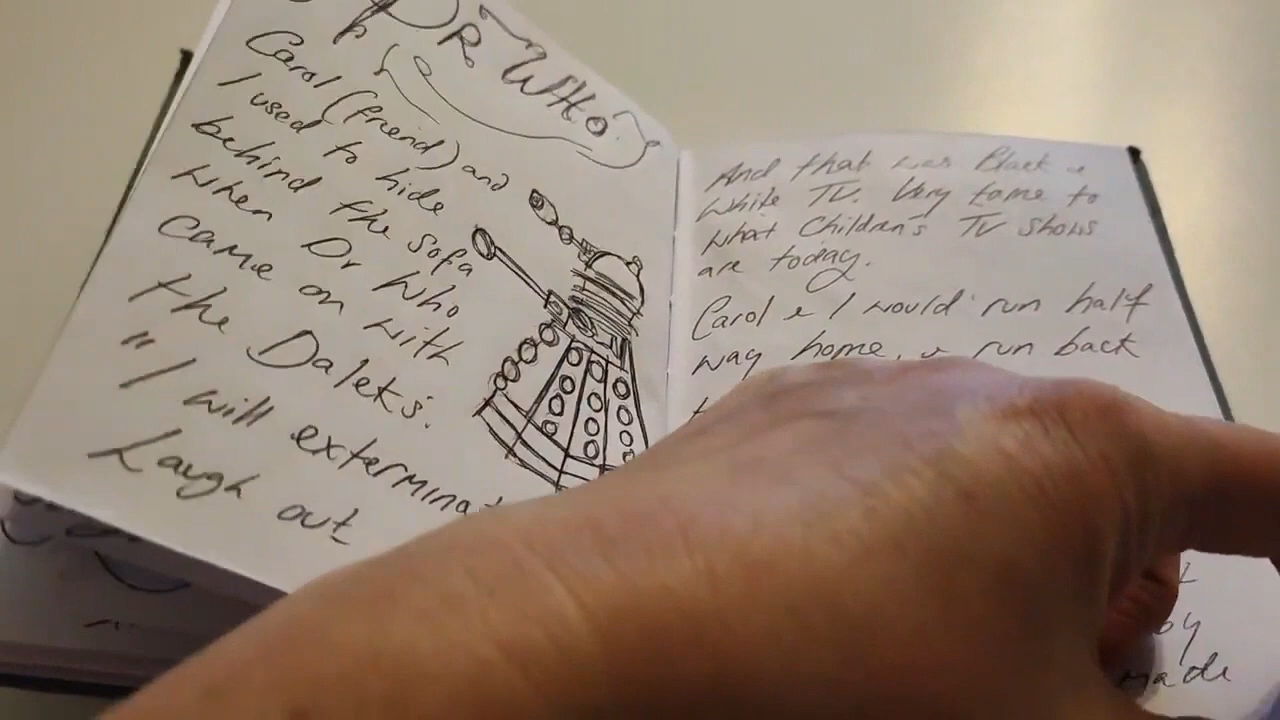 DR. WHO
Carol (friend) and
I used to hide
behind the sofa
when Dr Who
came on with
the Daleks.
"I will exterminat
Laugh out
And that was Black &
White TV. Very tame to
what Children's TV shows
are today.
Carol & I would run half
way home, & run back
by
made